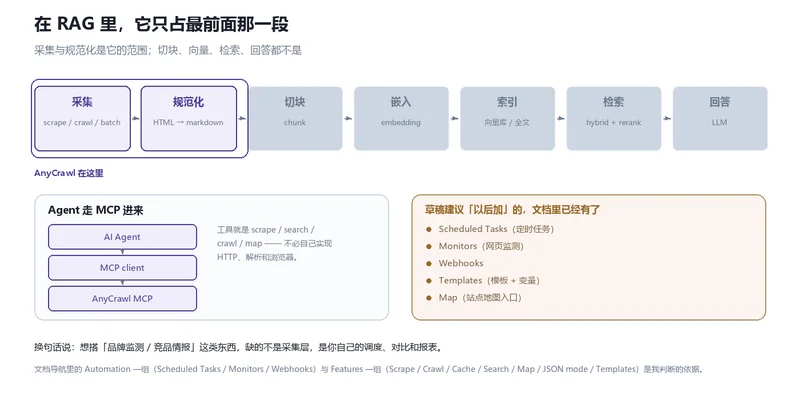 在 RAG 里，它只占最前面那一段
采集与规范化是它的范围；切块、向量、检索、回答都不是
采集
scrape / crawl / batch
规范化
HTML → markdown
切块
chunk
嵌入
embedding
索引
向量库 / 全文
检索
hybrid + rerank
回答
LLM
AnyCrawl 在这里
Agent 走 MCP 进来
AI Agent
MCP client
AnyCrawl MCP
工具就是 scrape / search /
crawl / map —— 不必自己实现
HTTP、解析和浏览器。
草稿建议「以后加」的，文档里已经有了
Scheduled Tasks（定时任务）
Monitors（网页监测）
Webhooks
Templates（模板 + 变量）
Map（站点地图入口）
换句话说：想搭「品牌监测 / 竞品情报」这类东西，缺的不是采集层，是你自己的调度、对比和报表。
文档导航里的 Automation 一组（Scheduled Tasks / Monitors / Webhooks）与 Features 一组（Scrape / Crawl / Cache / Search / Map / JSON mode / Templates）是我判断的依据。